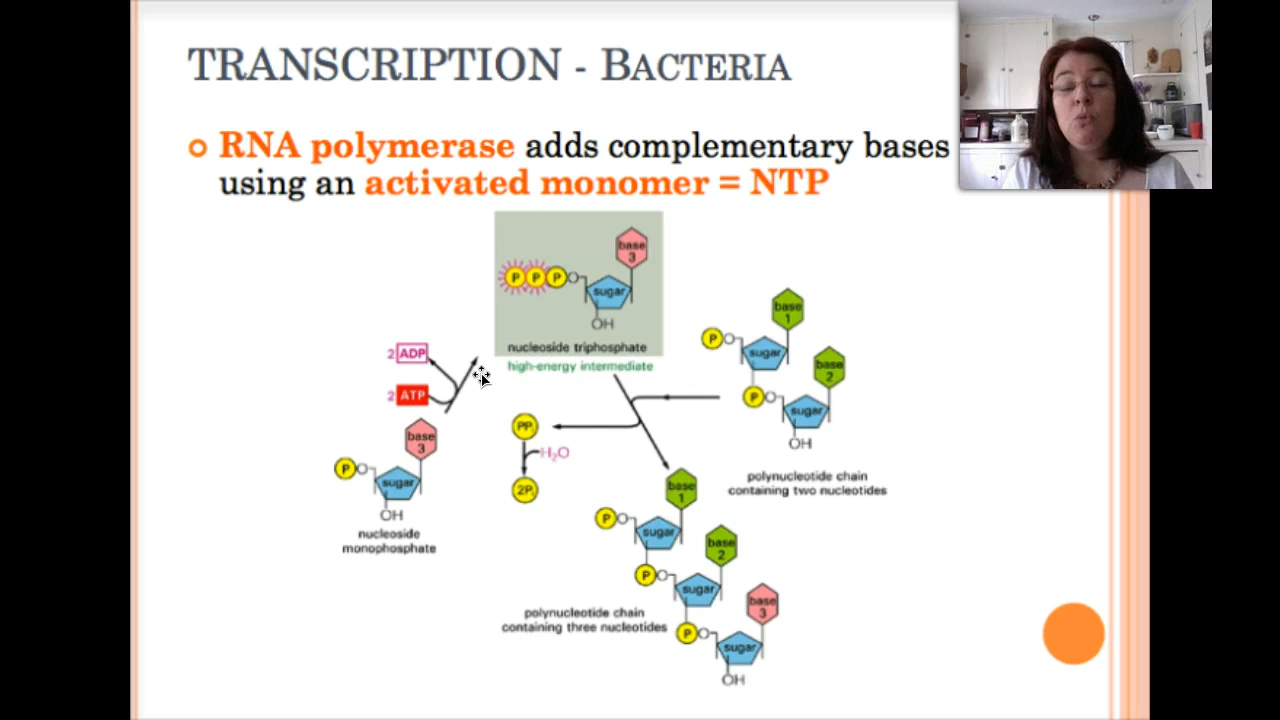 TRANSCRIPTION - BACTERIA
RNA polymerase adds complementary bases
using an activated monomer = NTP
base
3
P P P O
sugar
OH
nucleoside triphosphate
high-energy intermediate
2 ADP
2 ATP
base
3
P O
sugar
OH
nucleoside
monophosphate
base
1
P O
sugar
base
2
P O
sugar
OH
polynucleotide chain
containing two nucleotides
PPi
H2O
2Pi
base
1
P O
sugar
base
2
P O
sugar
base
3
P O
sugar
OH
polynucleotide chain
containing three nucleotides